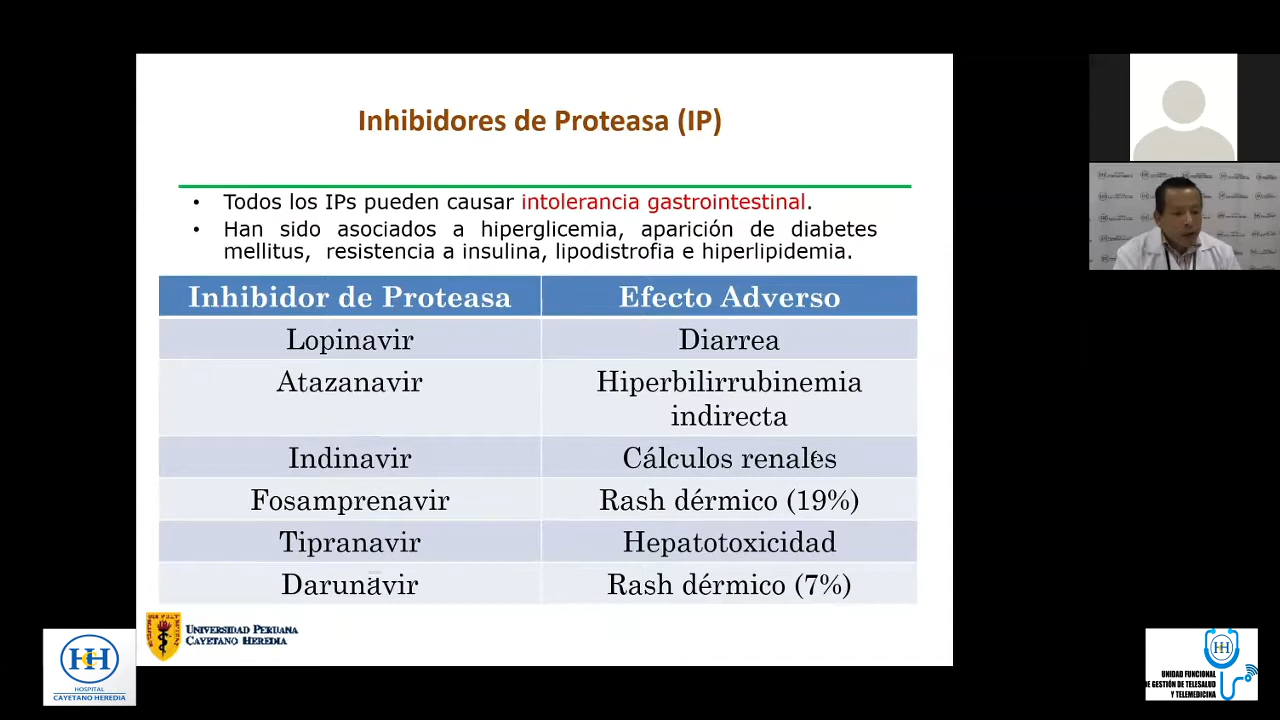 Inhibidores de Proteasa (IP)
• Todos los IPs pueden causar intolerancia gastrointestinal.
• Han sido asociados a hiperglicemia, aparición de diabetes
mellitus, resistencia a insulina, lipodistrofia e hiperlipidemia.
Inhibidor de Proteasa Efecto Adverso
Lopinavir Diarrea
Atazanavir Hiperbilirrubinemia
indirecta
Indinavir Cálculos renales
Fosamprenavir Rash dérmico (19%)
Tipranavir Hepatotoxicidad
Darunavir Rash dérmico (7%)
UNIVERSIDAD PERUANA
CAYETANO HEREDIA
HCH
HOSPITAL
CAYETANO HEREDIA
UNIDAD FUNCIONAL
DE GESTIÓN DE TELESALUD
Y TELEMEDICINA